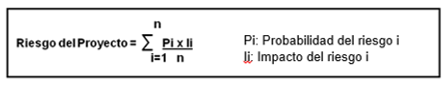 n
Riesgo del Proyecto = ∑ Pi x Ii
i=1 n
Pi: Probabilidad del riesgo i
Ii: Impacto del riesgo i